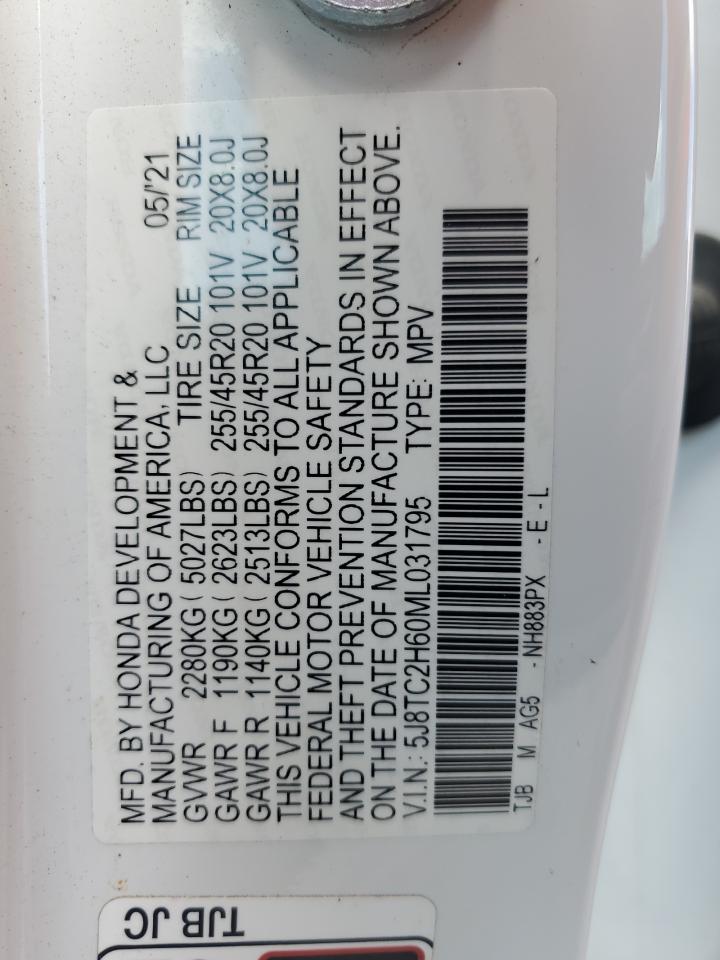 MFD. BY HONDA DEVELOPMENT &
MANUFACTURING OF AMERICA, LLC 05/'21
GVWR 2280KG ( 5027LBS) TIRE SIZE RIM SIZE
GAWR F 1190KG ( 2623LBS) 255/45R20 101V 20X8.0J
GAWR R 1140KG ( 2513LBS) 255/45R20 101V 20X8.0J
THIS VEHICLE CONFORMS TO ALL APPLICABLE
FEDERAL MOTOR VEHICLE SAFETY
AND THEFT PREVENTION STANDARDS IN EFFECT
ON THE DATE OF MANUFACTURE SHOWN ABOVE.
V.I.N.: 5J8TC2H60ML031795 TYPE: MPV
TJB M AG5 - NH883PX - E - L
TJB JC